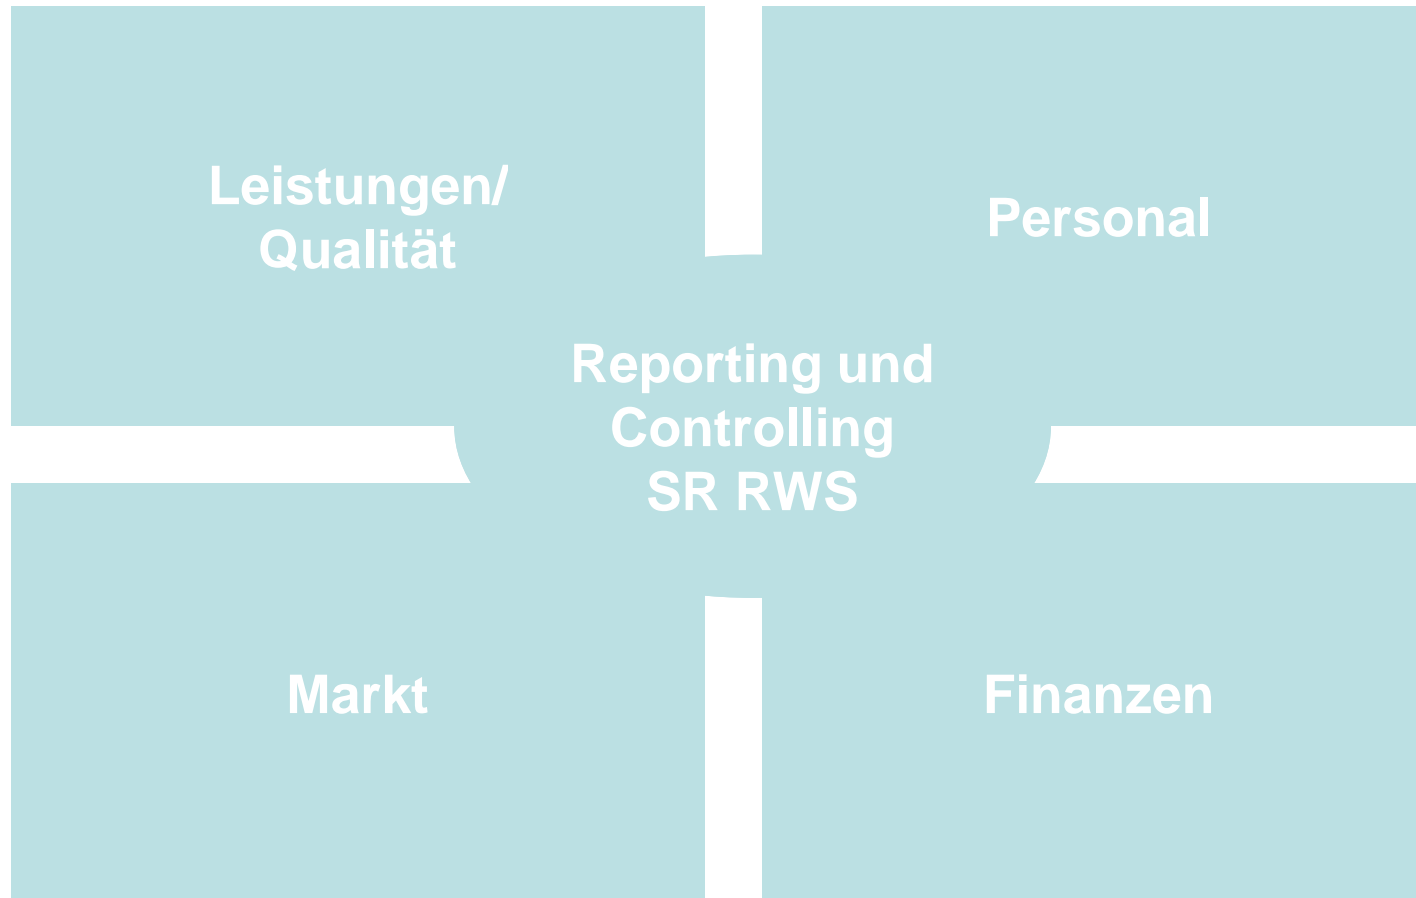 Leistungen/
Qualität
Personal
Reporting und
Controlling
SR RWS
Markt
Finanzen